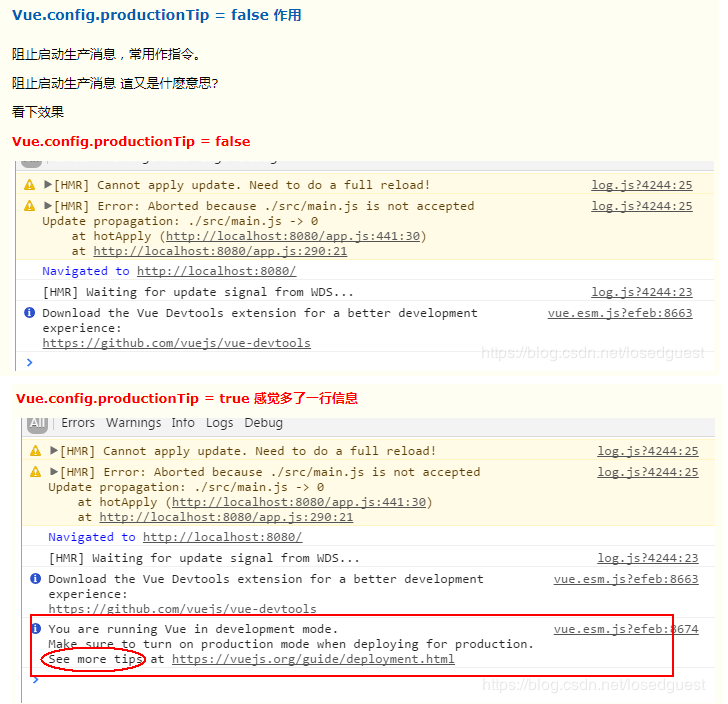 Vue.config.productionTip = false 作用
阻止启动生产消息，常用作指令。
阻止启动生产消息 這又是什麽意思?
看下效果
Vue.config.productionTip = false
[HMR] Cannot apply update. Need to do a full reload! log.js?4244:25
[HMR] Error: Aborted because ./src/main.js is not accepted log.js?4244:25
Update propagation: ./src/main.js -> 0
at hotApply (http://localhost:8080/app.js:441:30)
at http://localhost:8080/app.js:290:21
Navigated to http://localhost:8080/
[HMR] Waiting for update signal from WDS... log.js?4244:23
Download the Vue Devtools extension for a better development vue.esm.js?efeb:8663
experience:
https://github.com/vuejs/vue-devtools
https://blog.csdn.net/losedguest
Vue.config.productionTip = true 感觉多了一行信息
All Errors Warnings Info Logs Debug
[HMR] Cannot apply update. Need to do a full reload! log.js?4244:25
[HMR] Error: Aborted because ./src/main.js is not accepted log.js?4244:25
Update propagation: ./src/main.js -> 0
at hotApply (http://localhost:8080/app.js:441:30)
at http://localhost:8080/app.js:290:21
Navigated to http://localhost:8080/
[HMR] Waiting for update signal from WDS... log.js?4244:23
Download the Vue Devtools extension for a better development vue.esm.js?efeb:8663
experience:
https://github.com/vuejs/vue-devtools
You are running Vue in development mode. vue.esm.js?efeb:8674
Make sure to turn on production mode when deploying for production.
See more tips at https://vuejs.org/guide/deployment.html
https://blog.csdn.net/losedguest